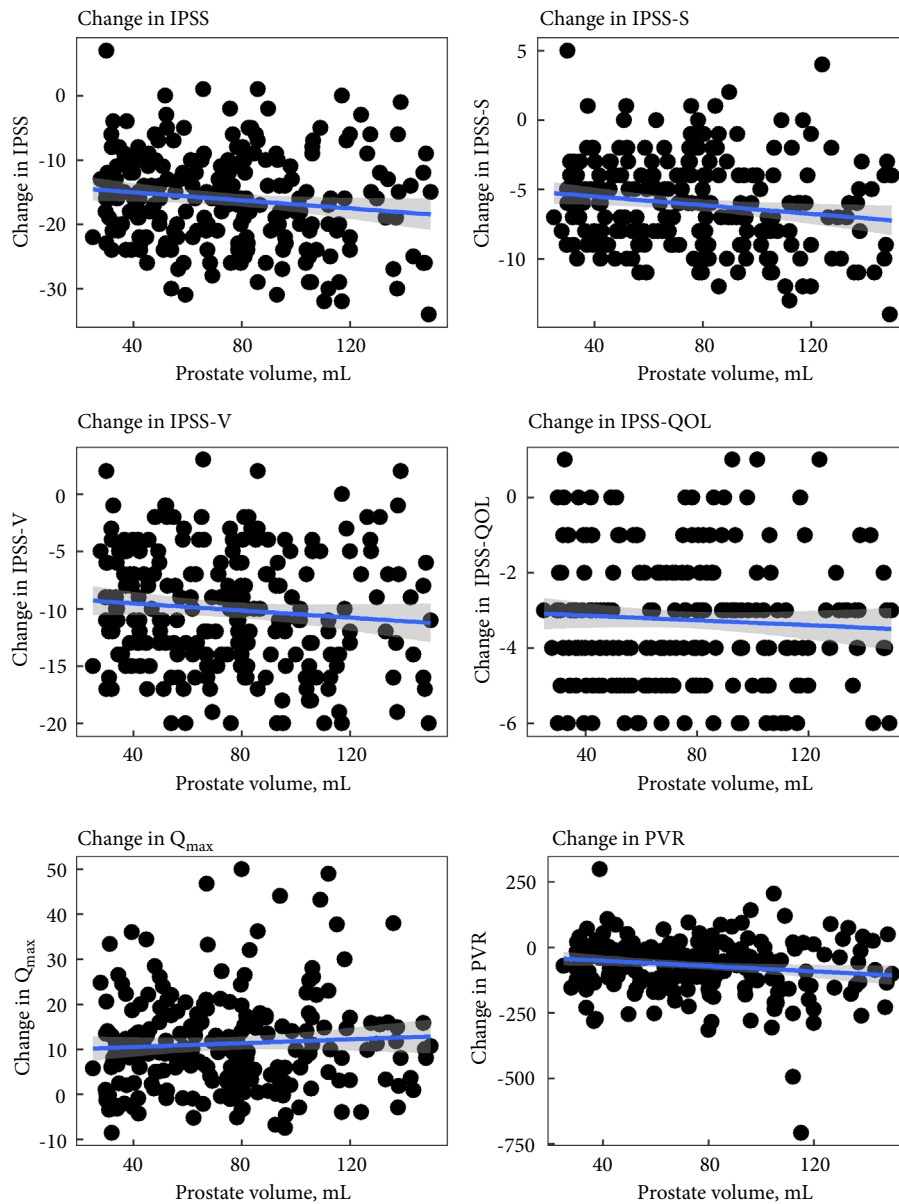 Change in IPSS
Change in IPSS
0
-10
-20
-30
40
80
120
Prostate volume, mL
Change in IPSS-S
Change in IPSS-S
5
0
-5
-10
40
80
120
Prostate volume, mL
Change in IPSS-V
Change in IPSS-V
0
-5
-10
-15
-20
40
80
120
Prostate volume, mL
Change in IPSS-QOL
Change in IPSS-QOL
0
-2
-4
-6
40
80
120
Prostate volume, mL
Change in Qmax
Change in Qmax
50
40
30
20
10
0
-10
40
80
120
Prostate volume, mL
Change in PVR
Change in PVR
250
0
-250
-500
-750
40
80
120
Prostate volume, mL